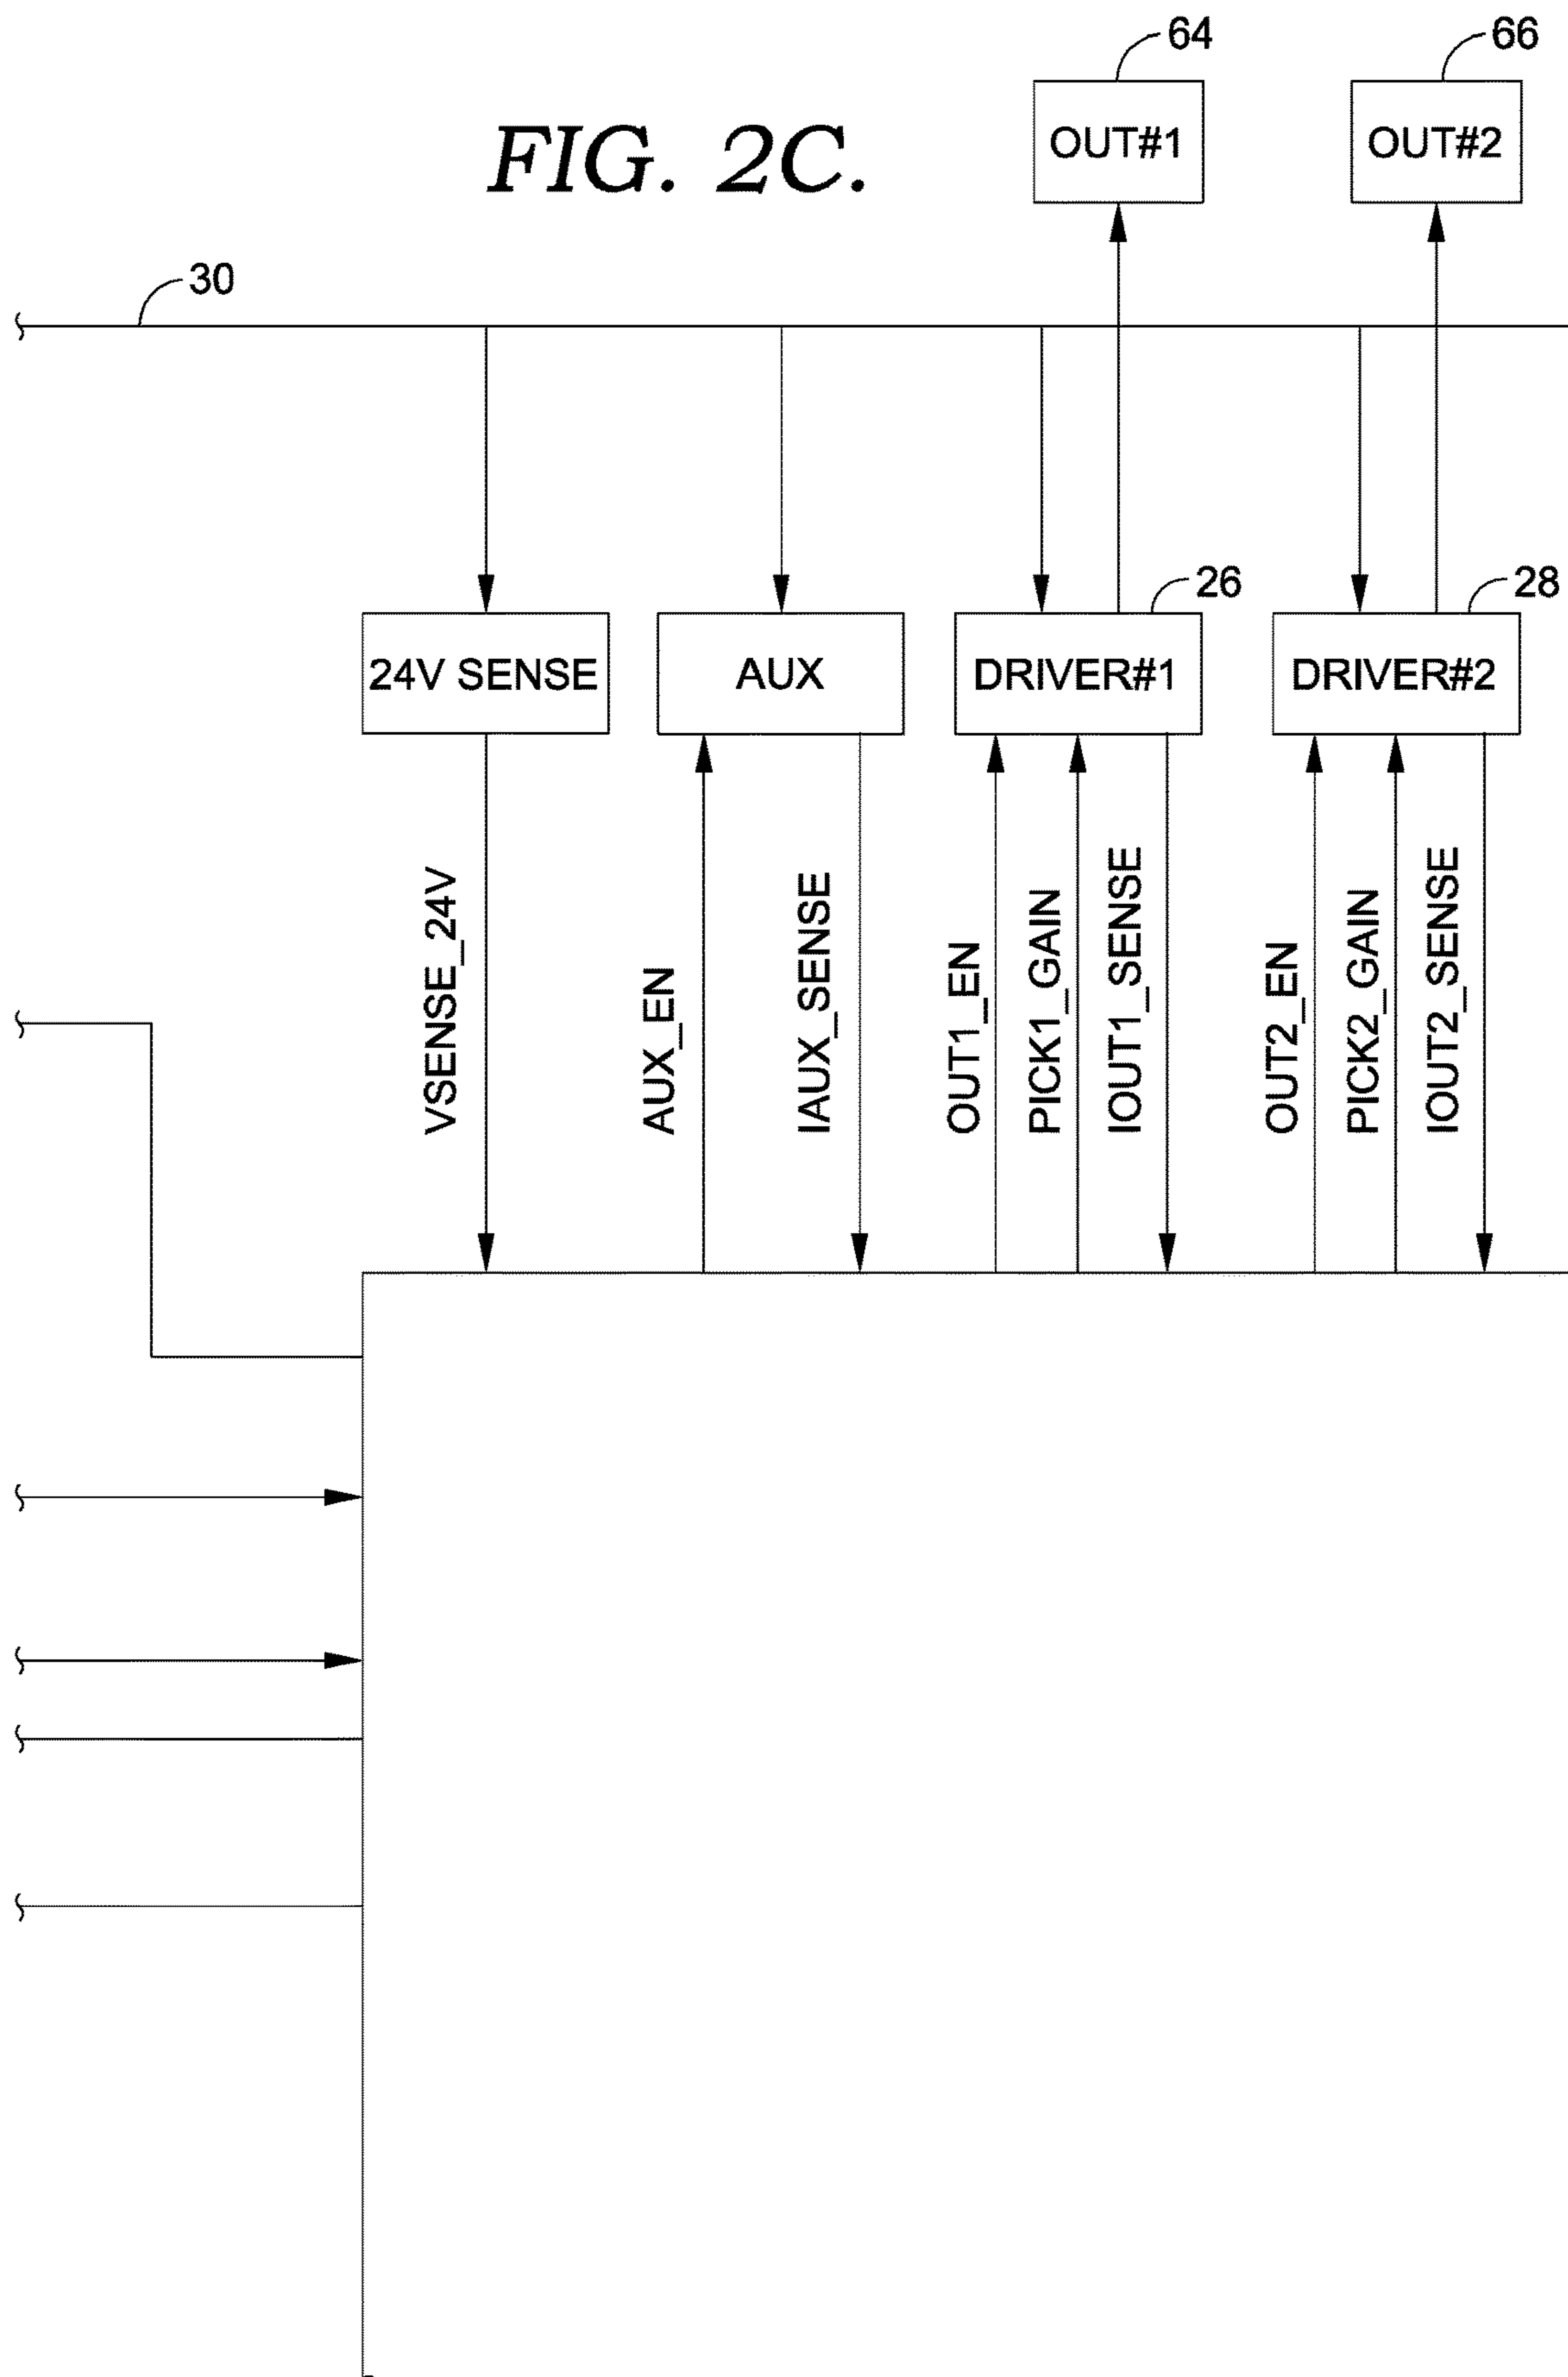 64
66
FIG. 2C.
OUT#1
OUT#2
30
26
28
24V SENSE
AUX
DRIVER#1
DRIVER#2
VSENSE_24V
AUX_EN
IAUX_SENSE
OUT1_EN
PICK1_GAIN
IOUT1_SENSE
OUT2_EN
PICK2_GAIN
IOUT2_SENSE